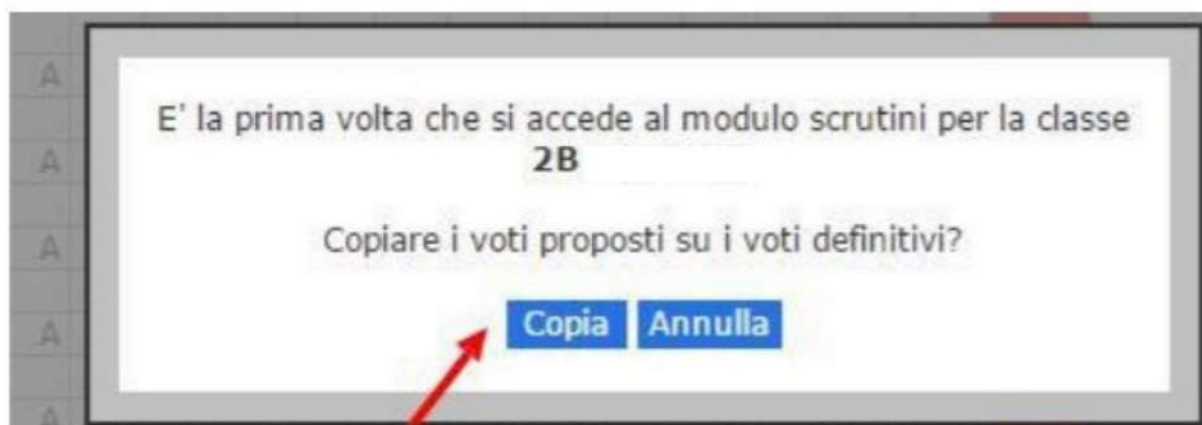 A
E' la prima volta che si accede al modulo scrutini per la classe
A
2B
A
Copiare i voti proposti su i voti definitivi?
A
Copia Annulla
A